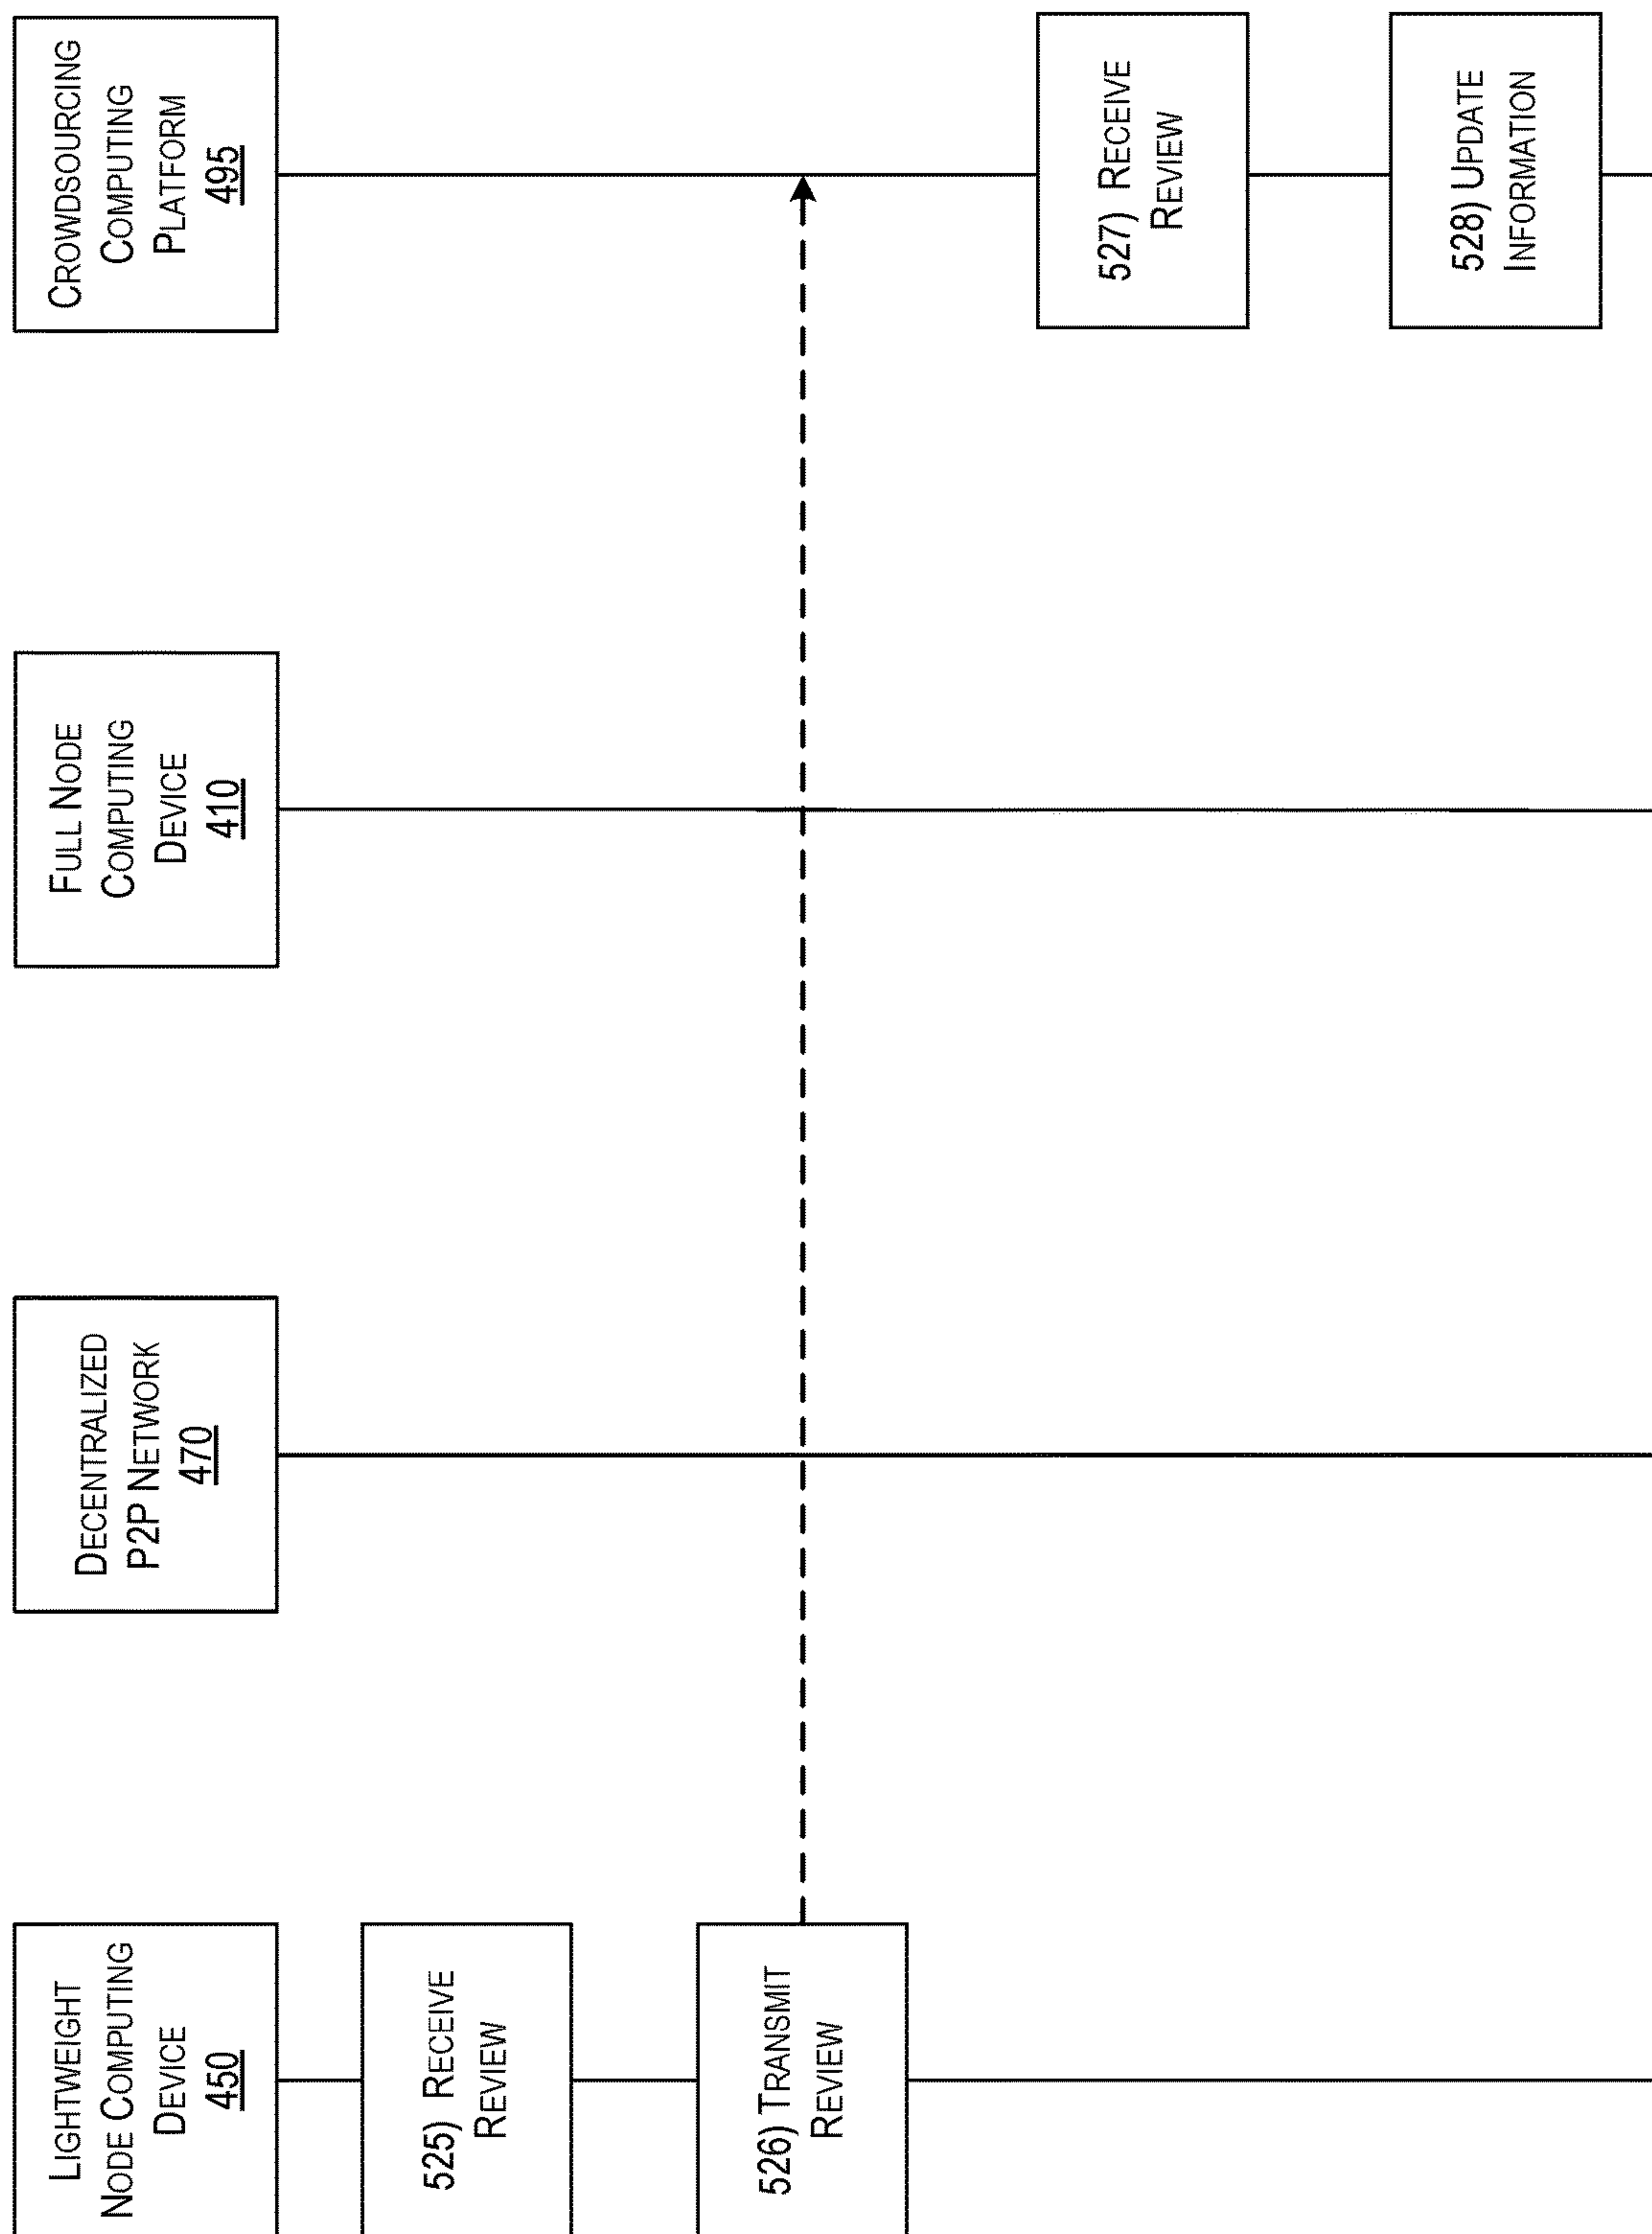 LIGHTWEIGHT
NODE COMPUTING
DEVICE
450
DECENTRALIZED
P2P NETWORK
470
FULL NODE
COMPUTING
DEVICE
410
CROWDSOURCING
COMPUTING
PLATFORM
495
525) RECEIVE
REVIEW
526) TRANSMIT
REVIEW
527) RECEIVE
REVIEW
528) UPDATE
INFORMATION